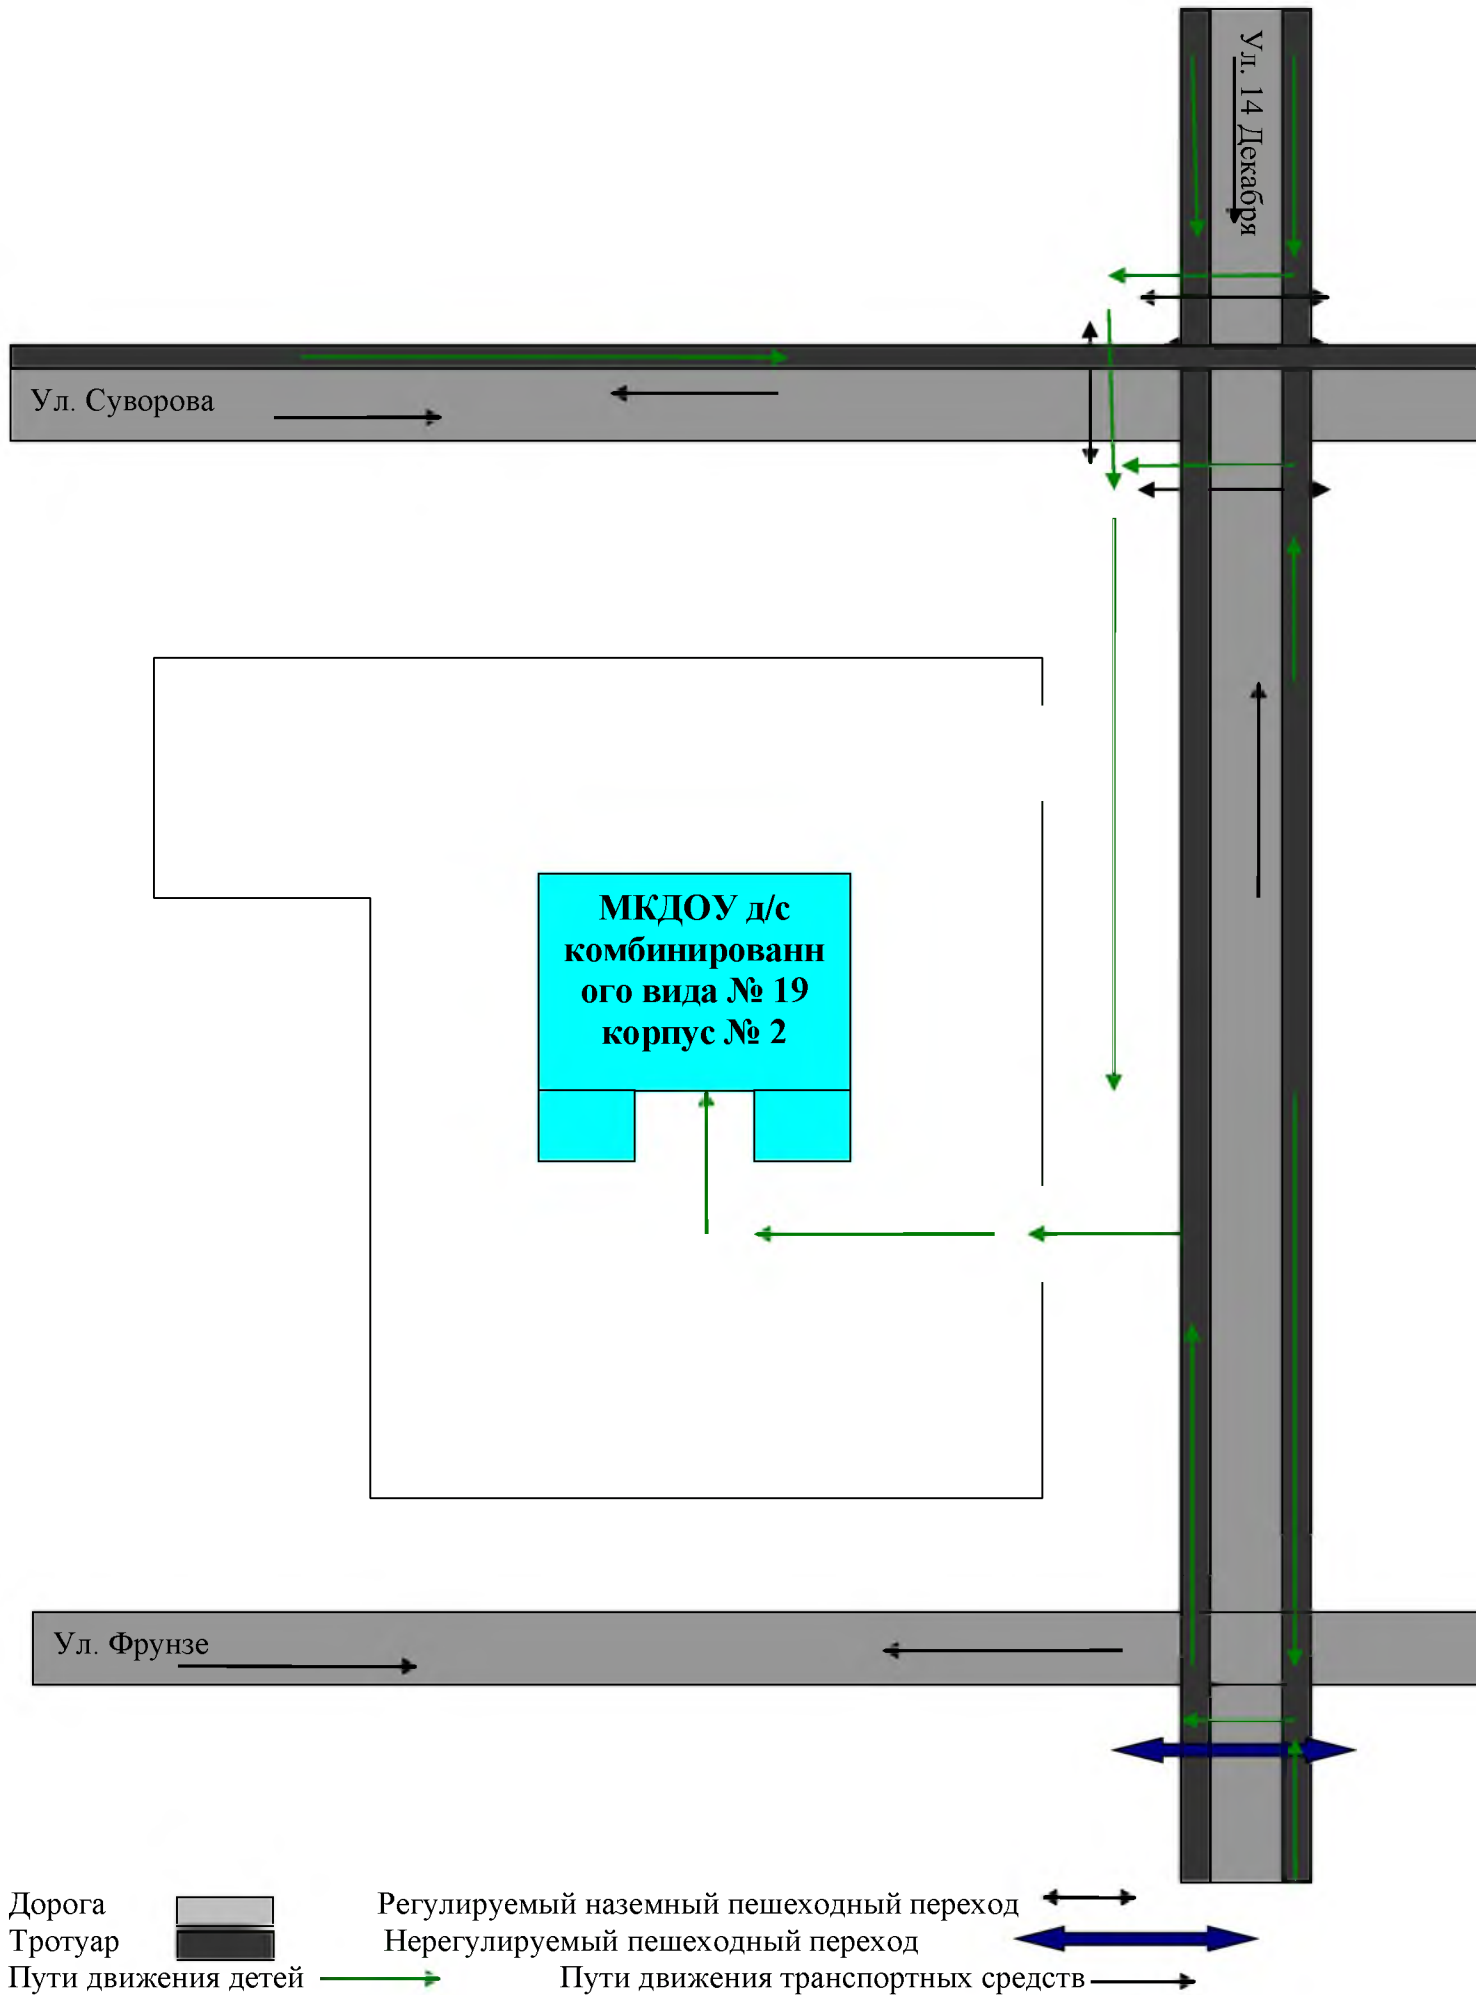 Ул. 14 Декабря
Ул. Суворова
МКДОУ д/с
комбинированн
ого вида № 19
корпус № 2
Ул. Фрунзе
Дорога
Регулируемый наземный пешеходный переход
Тротуар
Нерегулируемый пешеходный переход
Пути движения детей
Пути движения транспортных средств